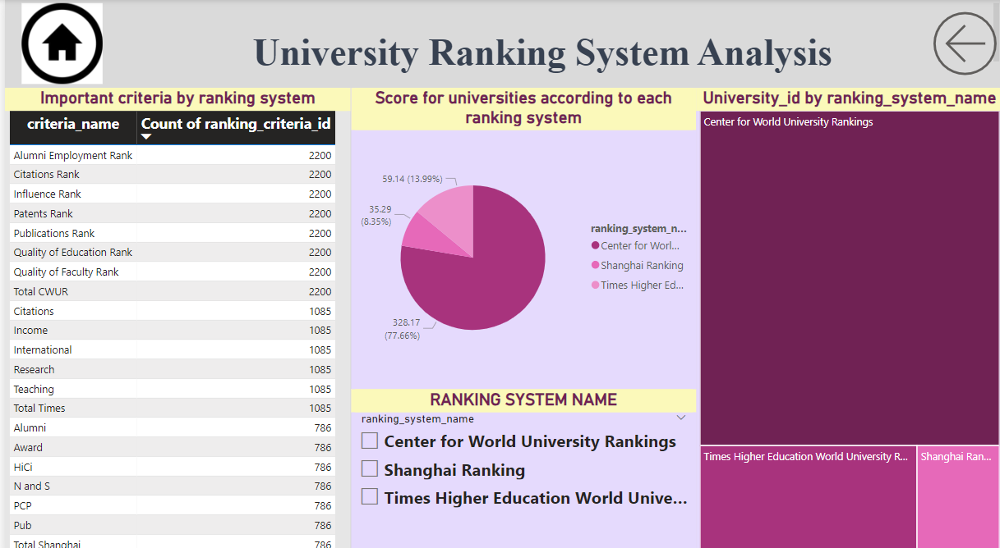 University Ranking System Analysis
Important criteria by ranking system
criteria_name Count of ranking_criteria_id
Alumni Employment Rank 2200
Citations Rank 2200
Influence Rank 2200
Patents Rank 2200
Publications Rank 2200
Quality of Education Rank 2200
Quality of Faculty Rank 2200
Total CWUR 2200
Citations 1085
Income 1085
International 1085
Research 1085
Teaching 1085
Total Times 1085
Alumni 786
Award 786
HiCi 786
N and S 786
PCP 786
Pub 786
Total Shanghai 786
Score for universities according to each
ranking system
59.14 (13.99%)
35.29
(8.35%)
328.17
(77.66%)
ranking_system_n...
Center for Worl...
Shanghai Ranking
Times Higher Ed...
RANKING SYSTEM NAME
ranking_system_name
Center for World University Rankings
Shanghai Ranking
Times Higher Education World Unive...
University_id by ranking_system_name
Center for World University Rankings
Times Higher Education World University R...
Shanghai Ran...